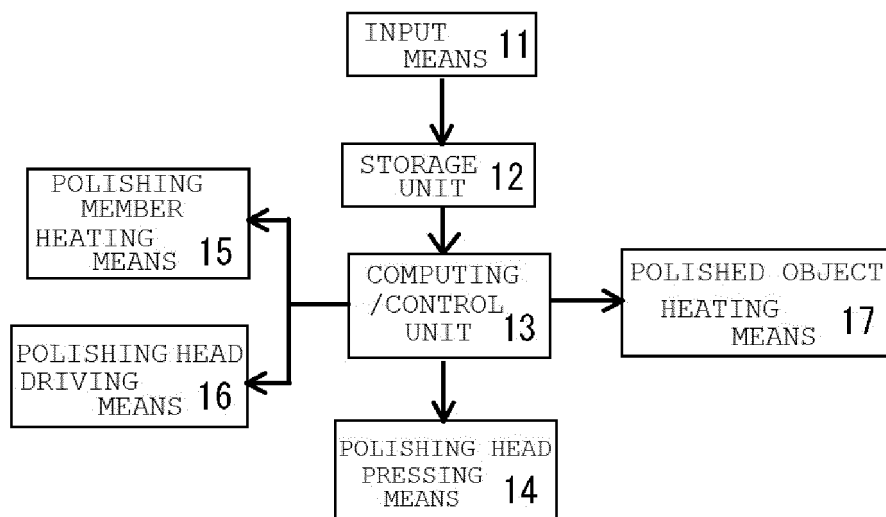 INPUT
MEANS 11
STORAGE
UNIT 12
POLISHING
MEMBER
HEATING
MEANS 15
COMPUTING
/CONTROL
UNIT 13
POLISHED OBJECT
HEATING
MEANS 17
POLISHING HEAD
DRIVING
MEANS 16
POLISHING HEAD
PRESSING
MEANS 14